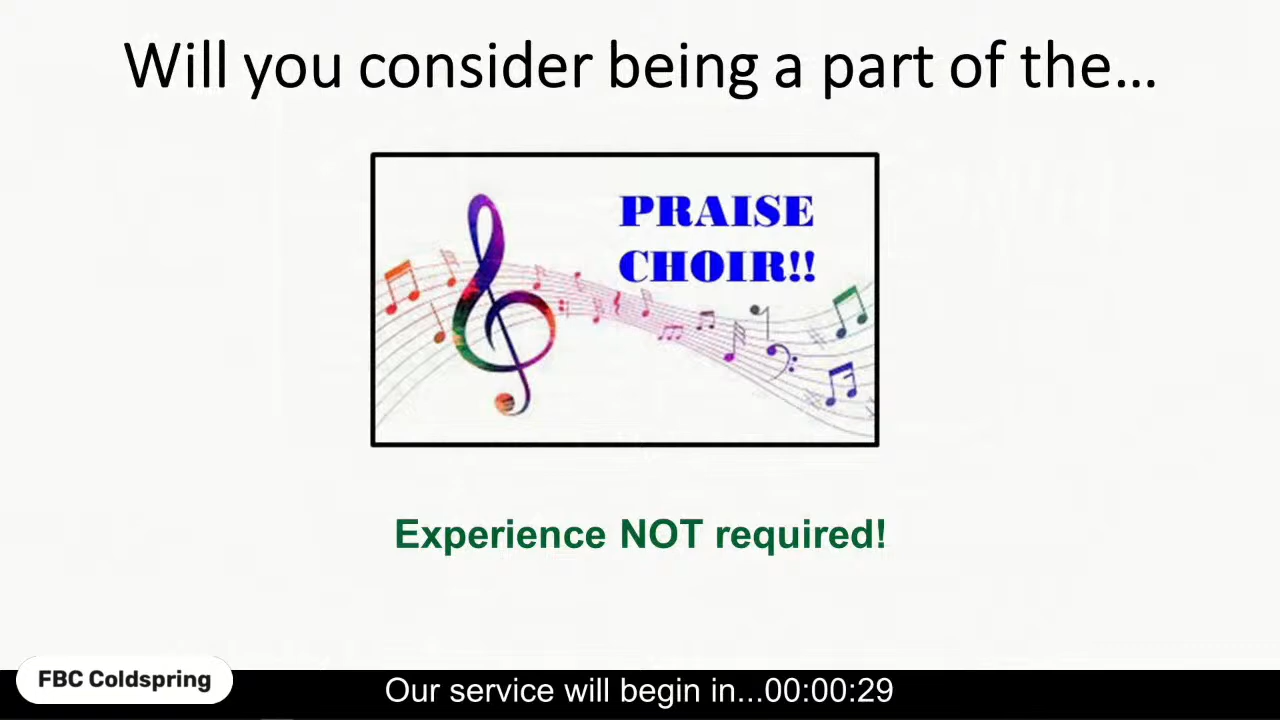 Will you consider being a part of the...
PRAISE
CHOIR!!
Experience NOT required!
FBC Coldspring
Our service will begin in...00:00:29